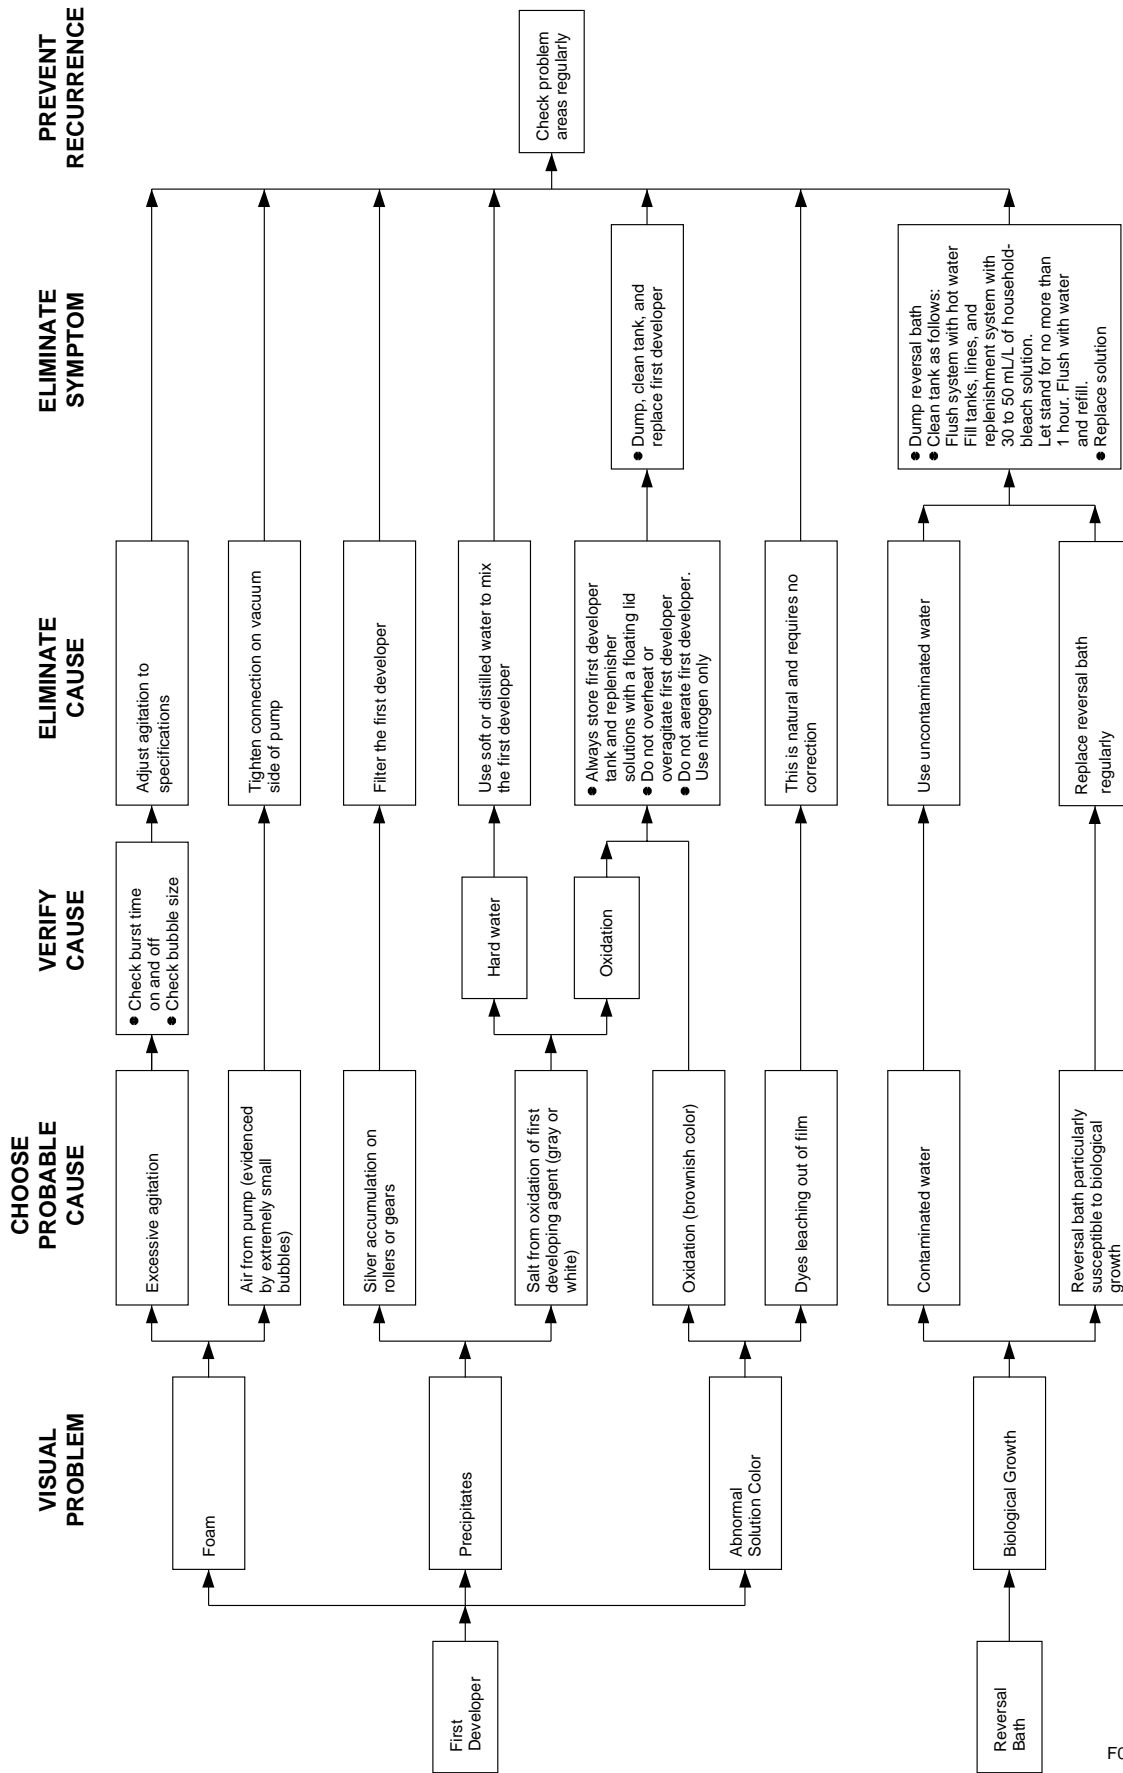 VISUAL
PROBLEM
CHOOSE
PROBABLE
CAUSE
VERIFY
CAUSE
ELIMINATE
CAUSE
ELIMINATE
SYMPTOM
PREVENT
RECURRENCE
First
Developer
Foam
Excessive agitation
● Check burst time
on and off
● Check bubble size
Adjust agitation to
specifications
Air from pump (evidenced
by extremely small
bubbles)
Tighten connection on vacuum
side of pump
Precipitates
Silver accumulation on
rollers or gears
Filter the first developer
Salt from oxidation of first
developing agent (gray or
white)
Hard water
Use soft or distilled water to mix
the first developer
Oxidation
● Always store first developer
tank and replenisher
solutions with a floating lid
● Do not overheat or
overagitate first developer
● Do not aerate first developer.
Use nitrogen only
● Dump, clean tank, and
replace first developer
Check problem
areas regularly
Abnormal
Solution Color
Oxidation (brownish color)
Dyes leaching out of film
This is natural and requires no
correction
Reversal
Bath
Biological Growth
Contaminated water
Use uncontaminated water
Reversal bath particularly
susceptible to biological
growth
Replace reversal bath
regularly
● Dump reversal bath
● Clean tank as follows:
Flush system with hot water
Fill tanks, lines, and
replenishment system with
30 to 50 mL/L of household-
bleach solution.
Let stand for no more than
1 hour. Flush with water
and refill.
● Replace solution